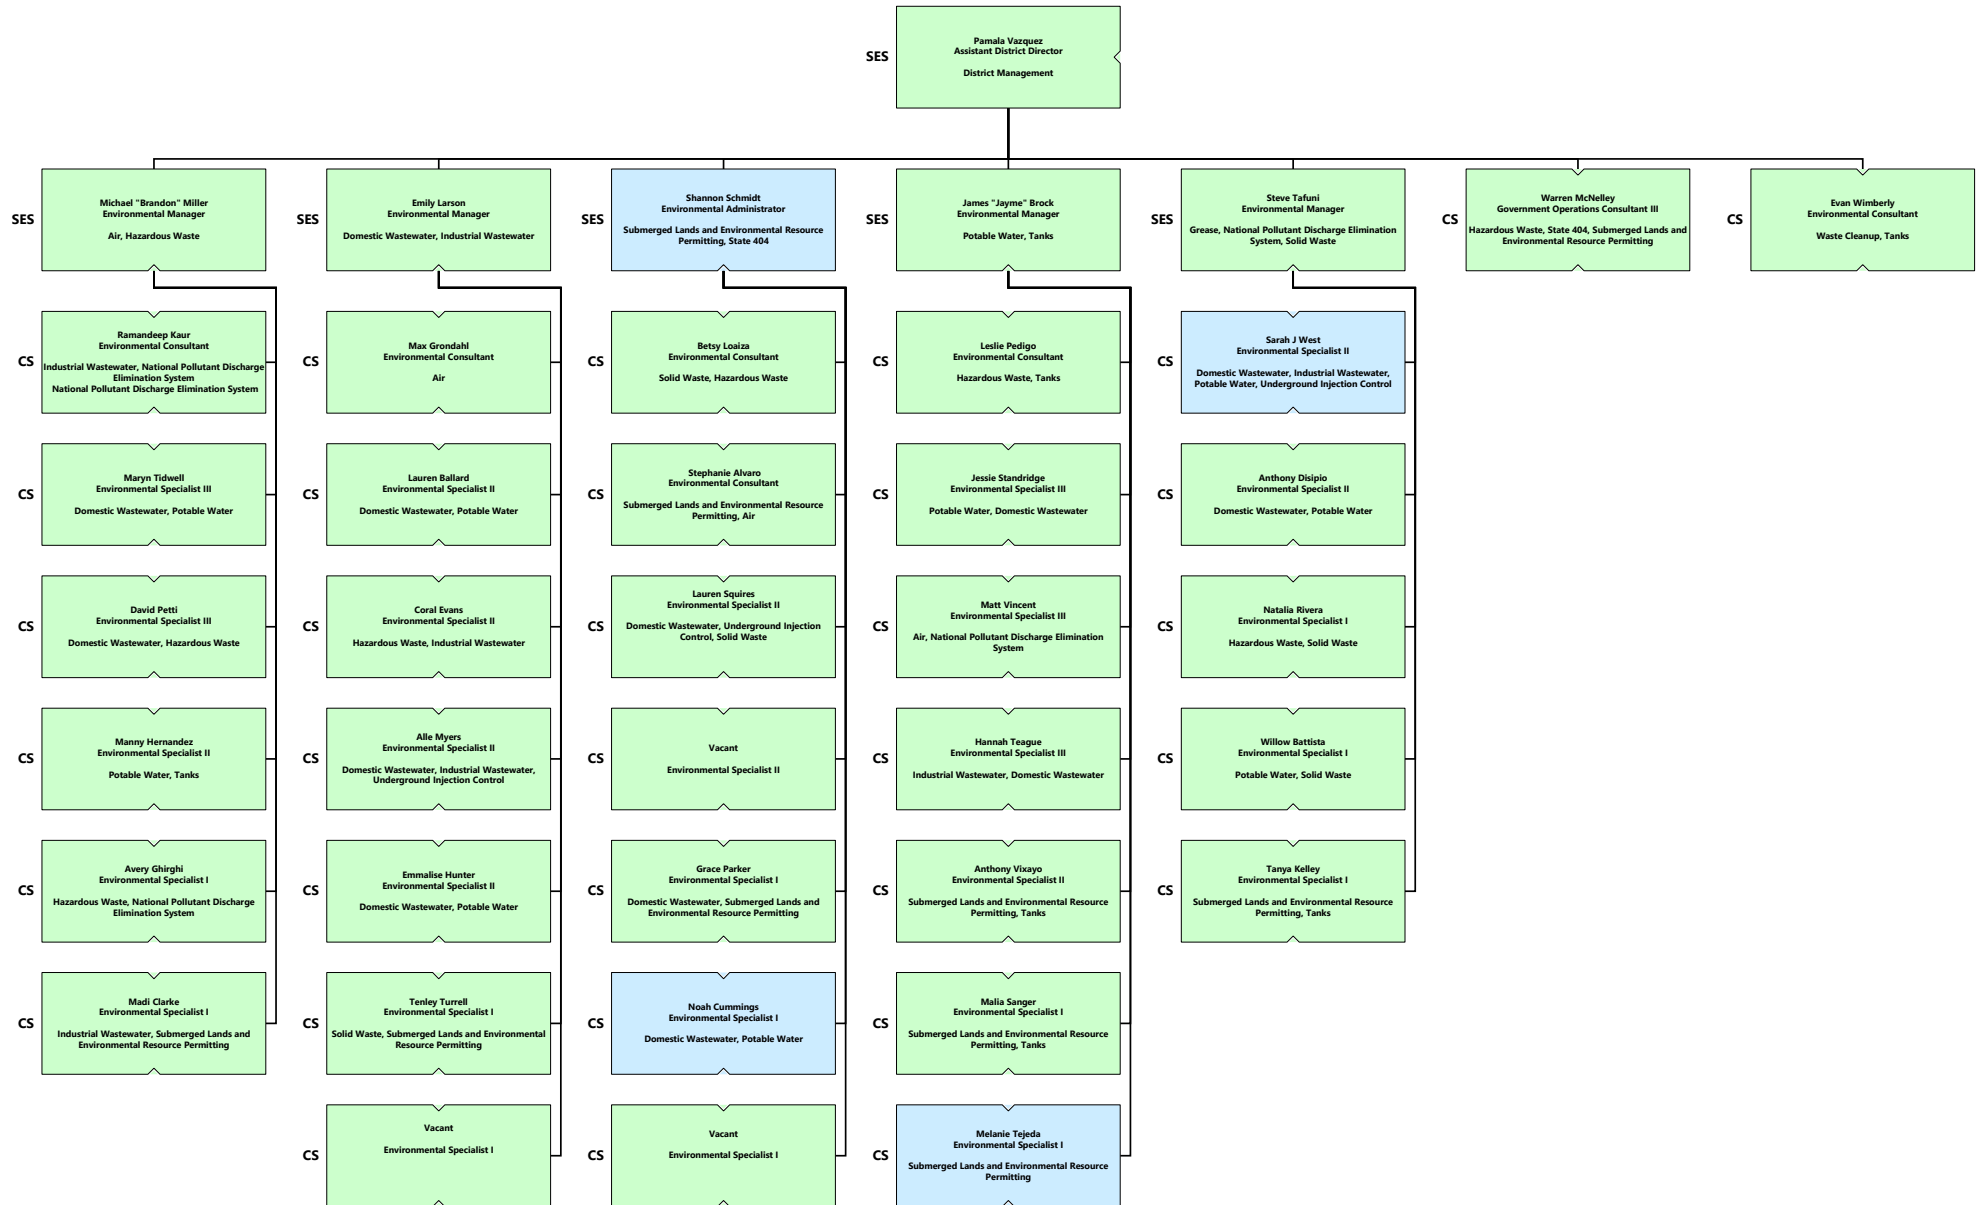 SES
Pamala Vazquez
Assistant District Director
District Management
SES
Michael "Brandon" Miller
Environmental Manager
Air, Hazardous Waste
SES
Emily Larson
Environmental Manager
Domestic Wastewater, Industrial Wastewater
SES
Shannon Schmidt
Environmental Administrator
Submerged Lands and Environmental Resource
Permitting, State 404
SES
James "Jayme" Brock
Environmental Manager
Potable Water, Tanks
SES
Steve Tafuni
Environmental Manager
Grease, National Pollutant Discharge Elimination
System, Solid Waste
CS
Warren McNelley
Government Operations Consultant III
Hazardous Waste, State 404, Submerged Lands and
Environmental Resource Permitting
CS
Evan Wimberly
Environmental Consultant
Waste Cleanup, Tanks
CS
Ramandeep Kaur
Environmental Consultant
Industrial Wastewater, National Pollutant Discharge
Elimination System
National Pollutant Discharge Elimination System
CS
Max Grondahl
Environmental Consultant
Air
CS
Betsy Loaiza
Environmental Consultant
Solid Waste, Hazardous Waste
CS
Leslie Pedigo
Environmental Consultant
Hazardous Waste, Tanks
CS
Sarah J West
Environmental Specialist II
Domestic Wastewater, Industrial Wastewater,
Potable Water, Underground Injection Control
CS
Maryn Tidwell
Environmental Specialist III
Domestic Wastewater, Potable Water
CS
Lauren Ballard
Environmental Specialist II
Domestic Wastewater, Potable Water
CS
Stephanie Alvaro
Environmental Consultant
Submerged Lands and Environmental Resource
Permitting, Air
CS
Jessie Standridge
Environmental Specialist III
Potable Water, Domestic Wastewater
CS
Anthony Disipio
Environmental Specialist II
Domestic Wastewater, Potable Water
CS
David Petti
Environmental Specialist III
Domestic Wastewater, Hazardous Waste
CS
Coral Evans
Environmental Specialist II
Hazardous Waste, Industrial Wastewater
CS
Lauren Squires
Environmental Specialist II
Domestic Wastewater, Underground Injection
Control, Solid Waste
CS
Matt Vincent
Environmental Specialist III
Air, National Pollutant Discharge Elimination
System
CS
Natalia Rivera
Environmental Specialist I
Hazardous Waste, Solid Waste
CS
Manny Hernandez
Environmental Specialist II
Potable Water, Tanks
CS
Alle Myers
Environmental Specialist II
Domestic Wastewater, Industrial Wastewater,
Underground Injection Control
CS
Vacant
Environmental Specialist II
CS
Hannah Teague
Environmental Specialist III
Industrial Wastewater, Domestic Wastewater
CS
Willow Battista
Environmental Specialist I
Potable Water, Solid Waste
CS
Avery Ghirghi
Environmental Specialist I
Hazardous Waste, National Pollutant Discharge
Elimination System
CS
Emmalise Hunter
Environmental Specialist II
Domestic Wastewater, Potable Water
CS
Grace Parker
Environmental Specialist I
Domestic Wastewater, Submerged Lands and
Environmental Resource Permitting
CS
Anthony Vixayo
Environmental Specialist II
Submerged Lands and Environmental Resource
Permitting, Tanks
CS
Tanya Kelley
Environmental Specialist I
Submerged Lands and Environmental Resource
Permitting, Tanks
CS
Madi Clarke
Environmental Specialist I
Industrial Wastewater, Submerged Lands and
Environmental Resource Permitting
CS
Tenley Turrell
Environmental Specialist I
Solid Waste, Submerged Lands and Environmental
Resource Permitting
CS
Noah Cummings
Environmental Specialist I
Domestic Wastewater, Potable Water
CS
Malia Sanger
Environmental Specialist I
Submerged Lands and Environmental Resource
Permitting, Tanks
CS
Vacant
Environmental Specialist I
CS
Vacant
Environmental Specialist I
CS
Melanie Tejeda
Environmental Specialist I
Submerged Lands and Environmental Resource
Permitting